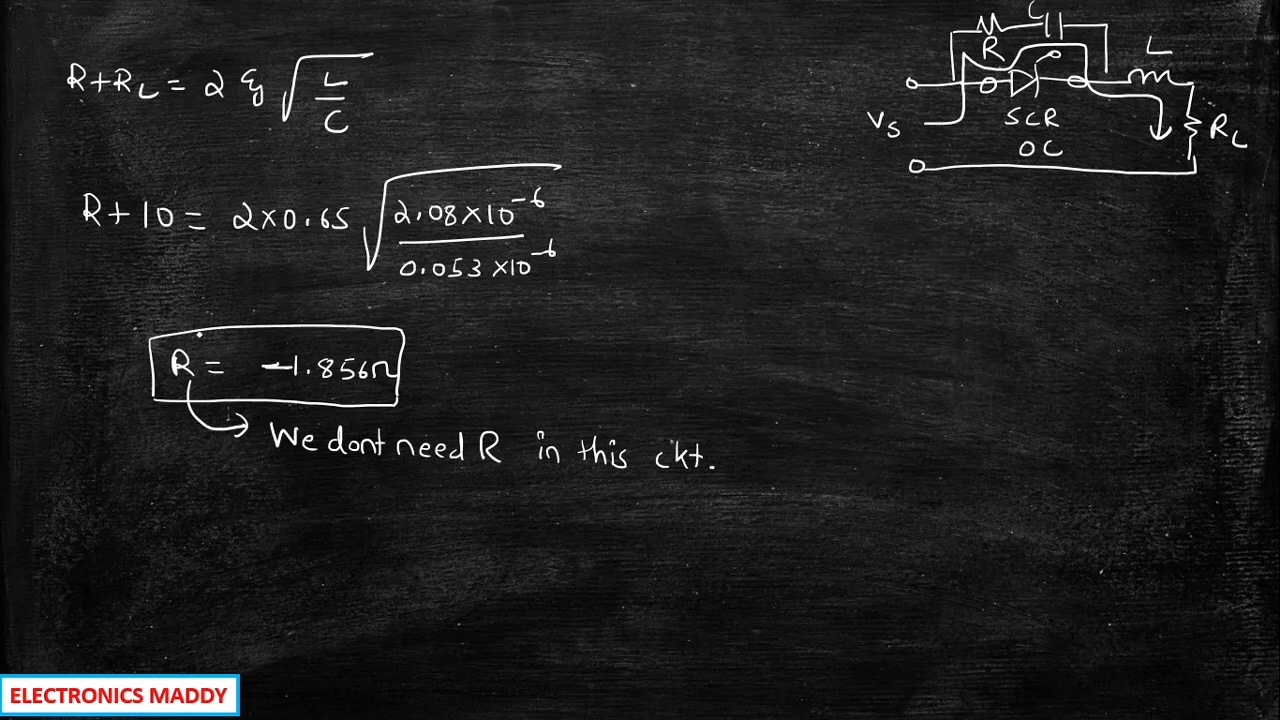 R+RL = 2 ξ √(L/C)
R+10 = 2×0.65 √(2.08×10⁻⁶/0.053×10⁻⁶)
R = -1.856Ω
We dont need R in this ckt.
C
R
L
SCR
OC
Vs
RL
ELECTRONICS MADDY